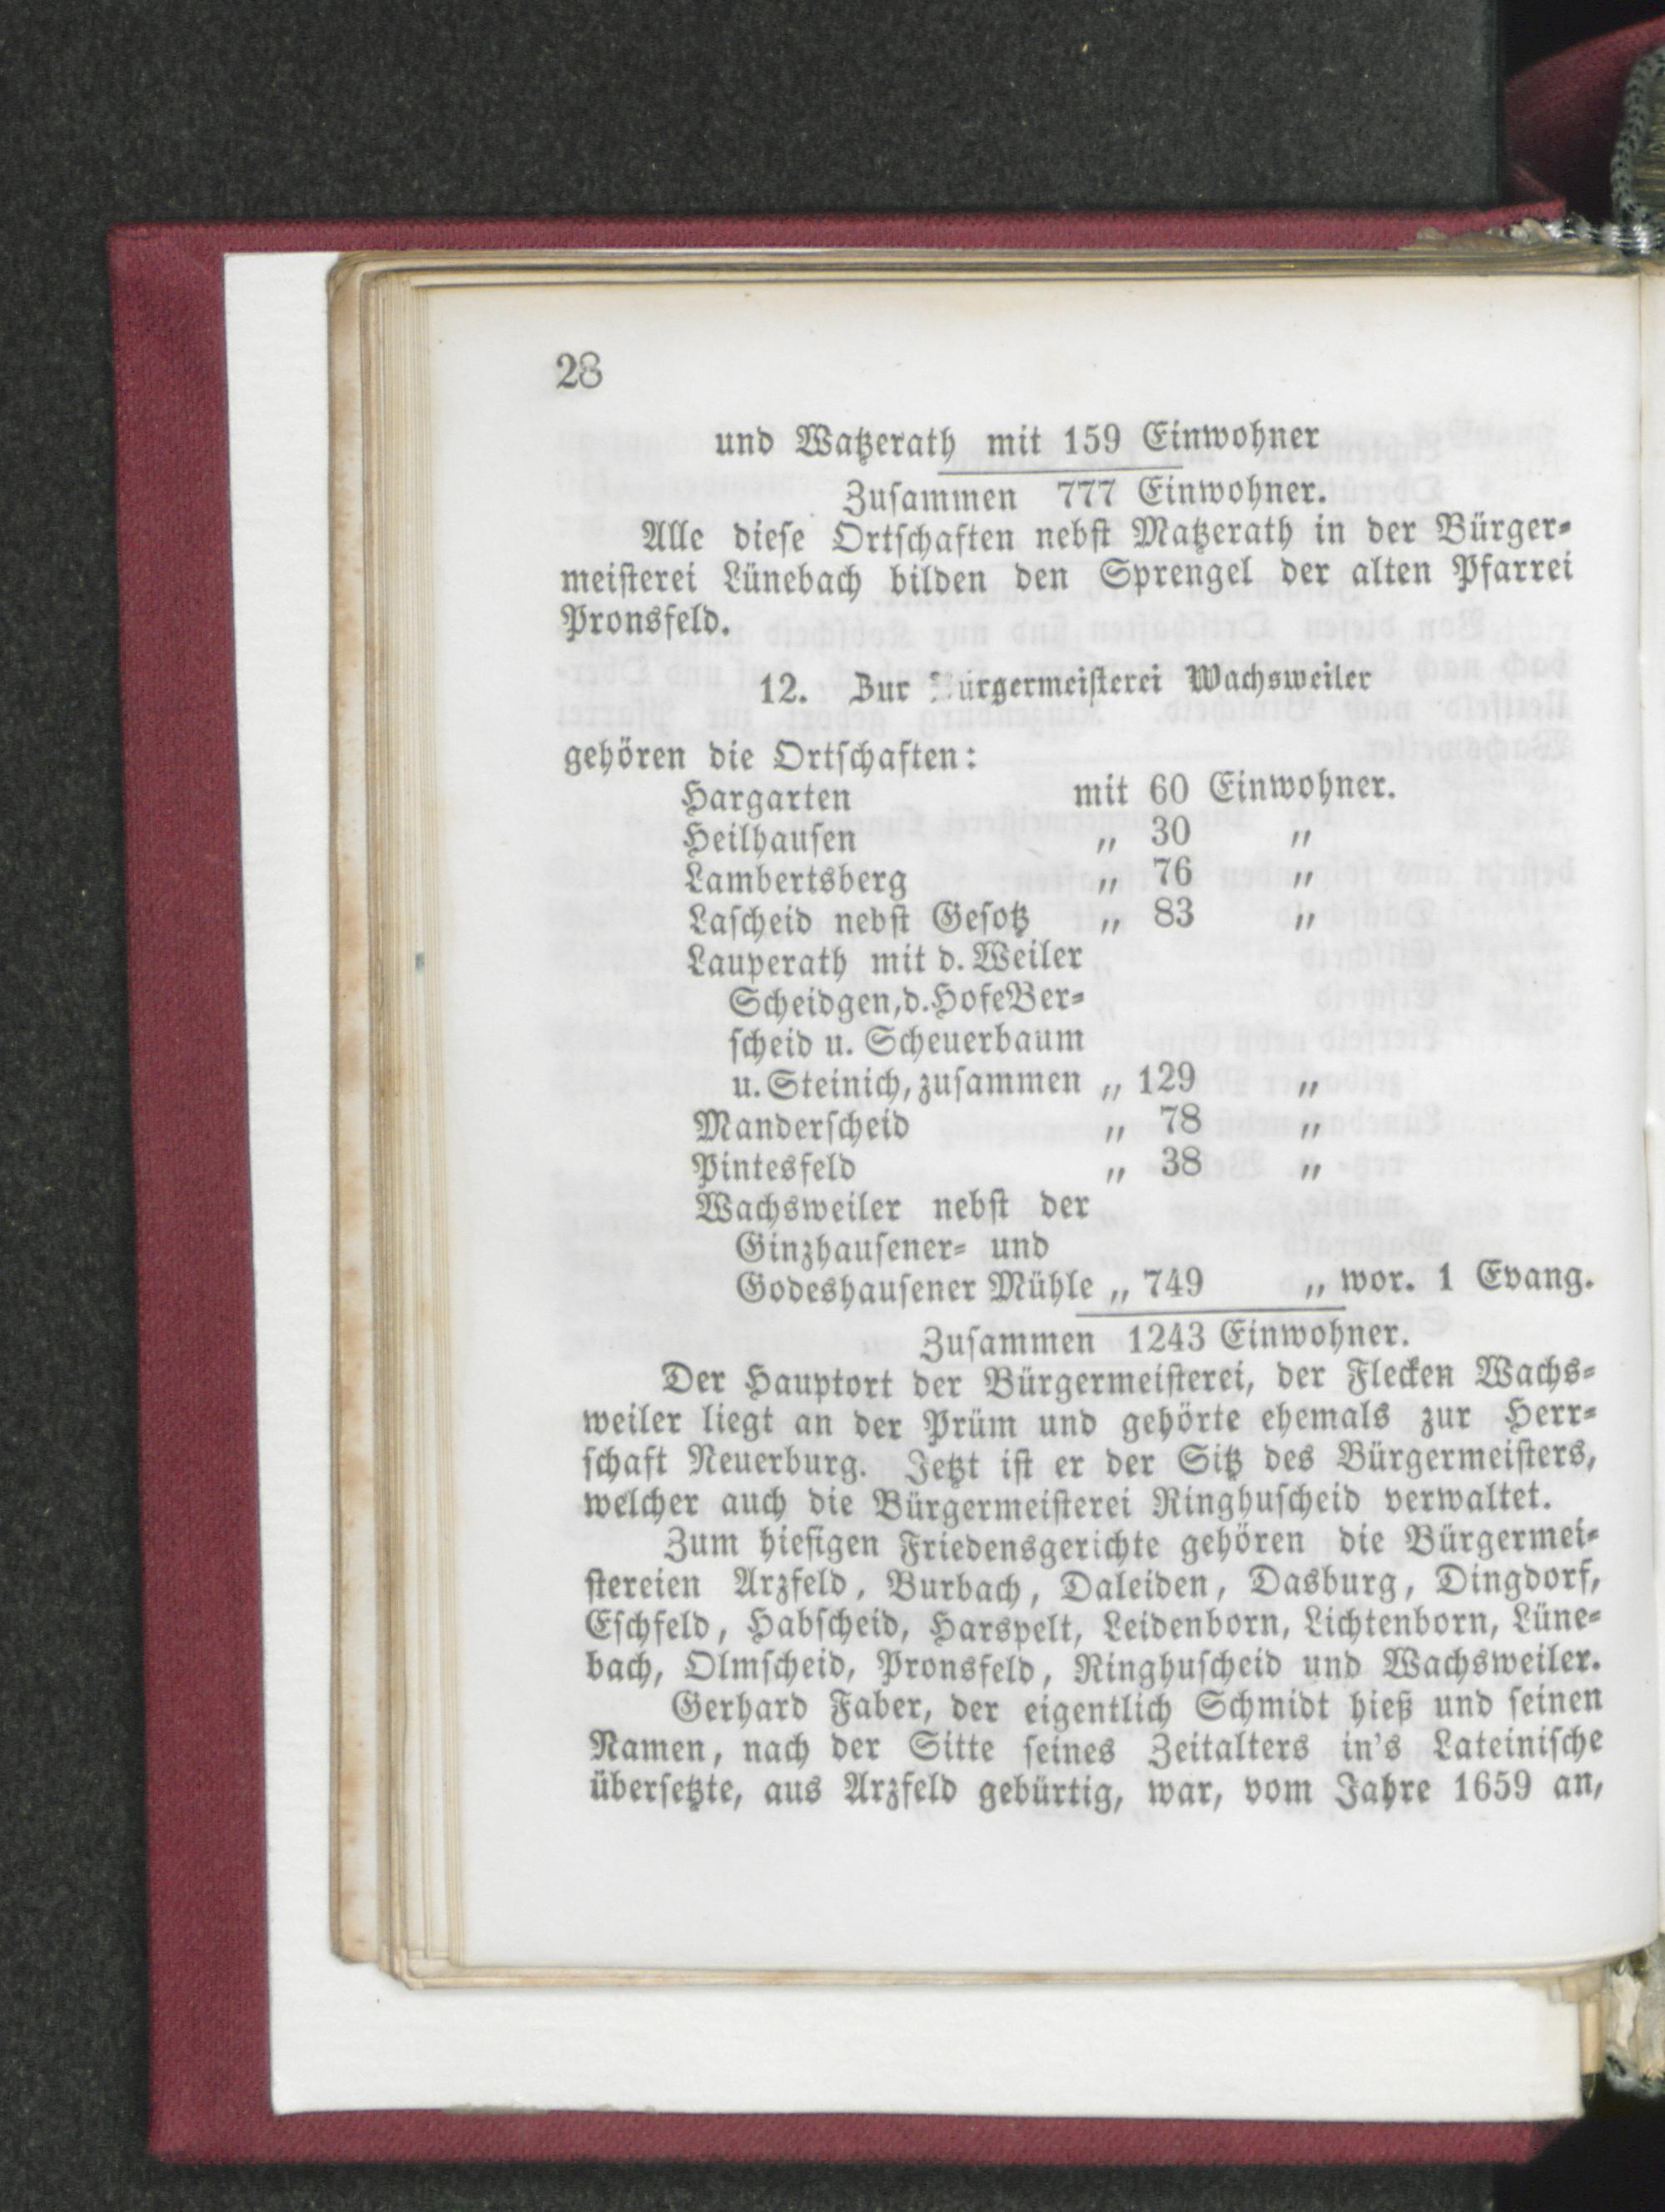 28
und Watzerath mit 159 Einwohner
Zusammen 777 Einwohner.
Alle diese Ortschaften nebst Matzerath in der Bürger-
meisterei Lünebach bilden den Sprengel der alten Pfarrei
Pronsfeld.
12. Zur Bürgermeisterei Wachsweiler
gehören die Ortschaften:
Hargarten mit 60 Einwohner.
Heilhausen „ 30 „
Lambertsberg „ 76 „
Lascheid nebst Gesotz „ 83 „
Lauperath mit d. Weiler
Scheidgen, d. Hofe Ber-
scheid u. Scheuerbaum
u. Steinich, zusammen „ 129 „
Manderscheid „ 78 „
Pintesfeld „ 38 „
Wachsweiler nebst der
Ginzhausener- und
Godeshausener Mühle „ 749 „ wor. 1 Evang.
Zusammen 1243 Einwohner.
Der Hauptort der Bürgermeisterei, der Flecken Wachs-
weiler liegt an der Prüm und gehörte ehemals zur Herr-
schaft Neuerburg. Jetzt ist er der Sitz des Bürgermeisters,
welcher auch die Bürgermeisterei Ringhuscheid verwaltet.
Zum hiesigen Friedensgerichte gehören die Bürgermei-
stereien Arzfeld, Burbach, Daleiden, Dasburg, Dingdorf,
Eschfeld, Habscheid, Harspelt, Leidenborn, Lichtenborn, Lüne-
bach, Olmscheid, Pronsfeld, Ringhuscheid und Wachsweiler.
Gerhard Faber, der eigentlich Schmidt hieß und seinen
Namen, nach der Sitte seines Zeitalters in's Lateinische
übersetzte, aus Arzfeld gebürtig, war, vom Jahre 1659 an,